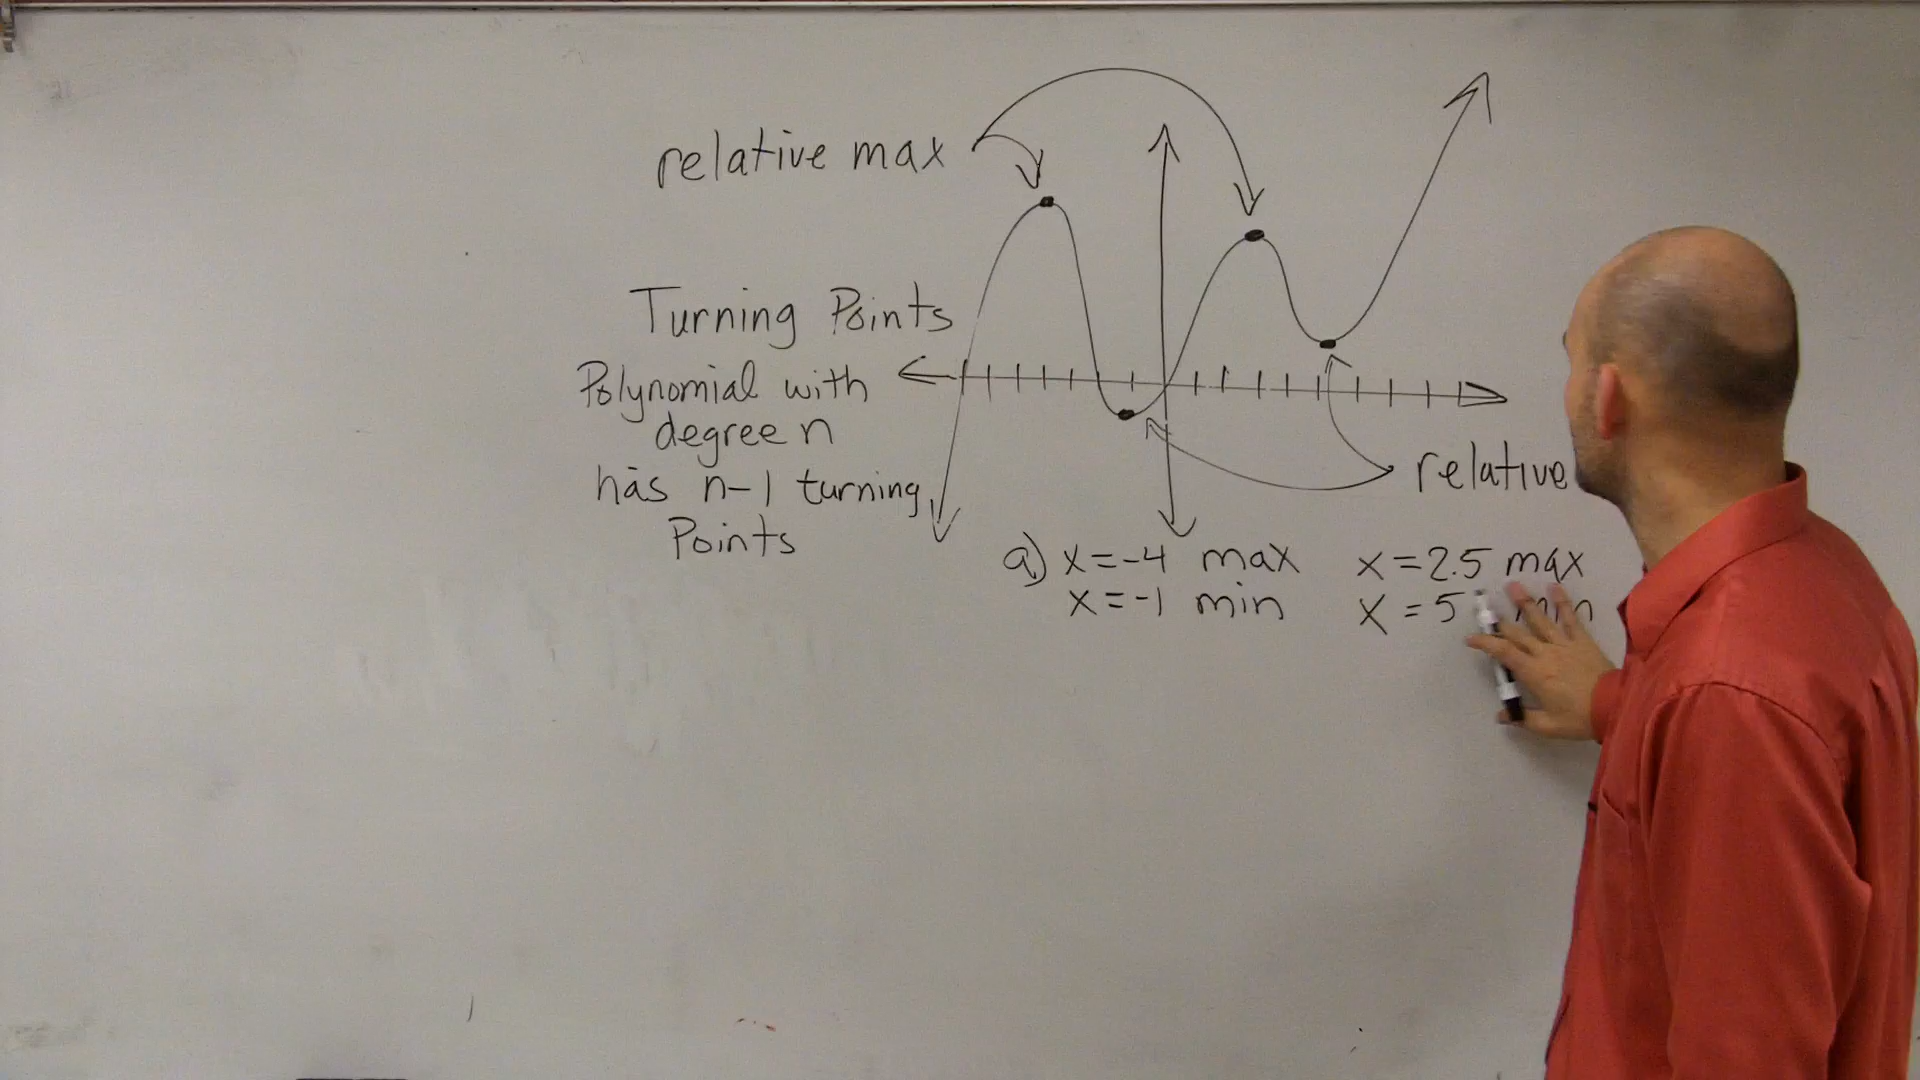 relative max
Turning Points
Polynomial with
degree n
has n-1 turning
Points
relative
a) x=-4 max x=2.5 max
x=-1 min x=5 min